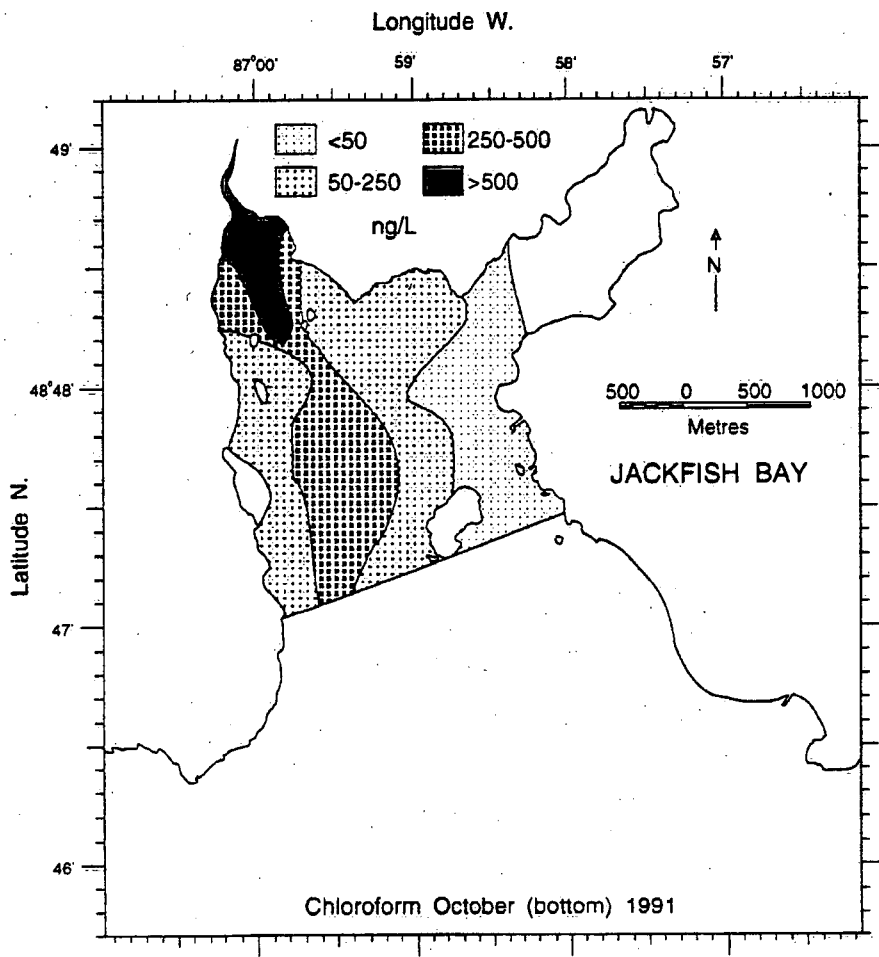 Longitude W.
87°00' 59' 58' 57'
49'
<50 250-500
50-250 >500
ng/L
N
48°48'
500 0 500 1000
Metres
JACKFISH BAY
Latitude N.
47'
46'
Chloroform October (bottom) 1991